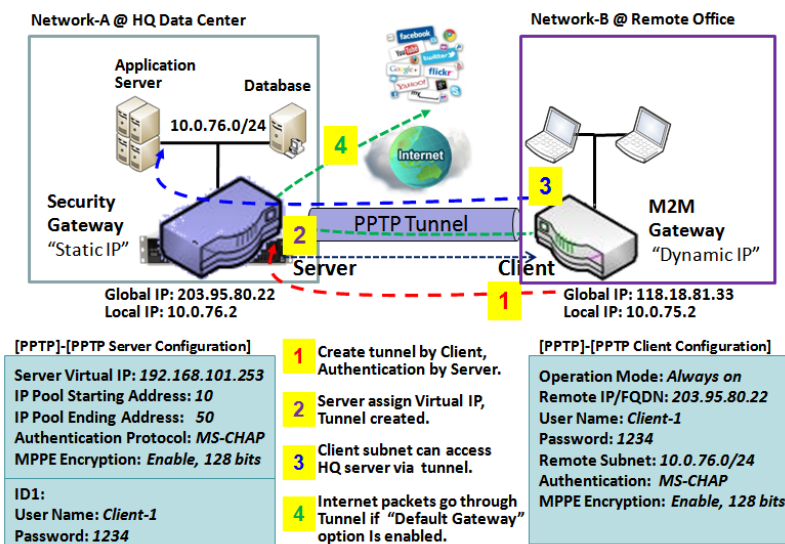 Network-A @ HQ Data Center
Network-B @ Remote Office
Application
Server
Database
10.0.76.0/24
facebook
YouTube
twitter
Google+
flickr
YAHOO!
my
Internet
4
3
Security
Gateway
"Static IP"
2
PPTP Tunnel
M2M
Gateway
"Dynamic IP"
Server
Client
1
Global IP: 203.95.80.22
Local IP: 10.0.76.2
Global IP: 118.18.81.33
Local IP: 10.0.75.2
[PPTP]-[PPTP Server Configuration]
Server Virtual IP: 192.168.101.253
IP Pool Starting Address: 10
IP Pool Ending Address: 50
Authentication Protocol: MS-CHAP
MPPE Encryption: Enable, 128 bits
ID1:
User Name: Client-1
Password: 1234
1 Create tunnel by Client,
Authentication by Server.
2 Server assign Virtual IP,
Tunnel created.
3 Client subnet can access
HQ server via tunnel.
4 Internet packets go through
Tunnel if "Default Gateway"
option Is enabled.
[PPTP]-[PPTP Client Configuration]
Operation Mode: Always on
Remote IP/FQDN: 203.95.80.22
User Name: Client-1
Password: 1234
Remote Subnet: 10.0.76.0/24
Authentication: MS-CHAP
MPPE Encryption: Enable, 128 bits